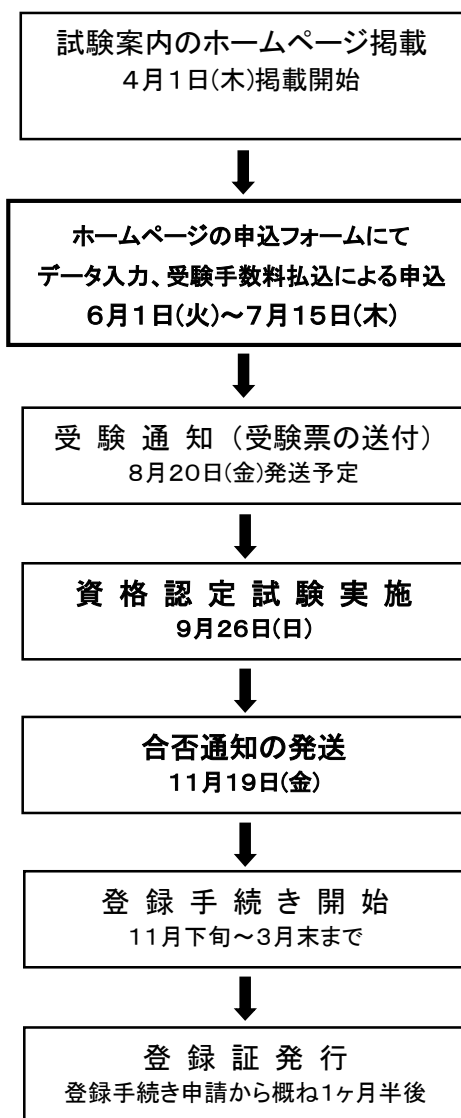 試験案内のホームページ掲載
4月1日(木)掲載開始
ホームページの申込フォームにて
データ入力、受験手数料払込による申込
6月1日(火)～7月15日(木)
受 験 通 知 （受験票の送付）
8月20日(金)発送予定
資 格 認 定 試 験 実 施
9月26日(日)
合否通知の発送
11月19日(金)
登 録 手 続 き 開 始
11月下旬～3月末まで
登 録 証 発 行
登録手続き申請から概ね1ヶ月半後